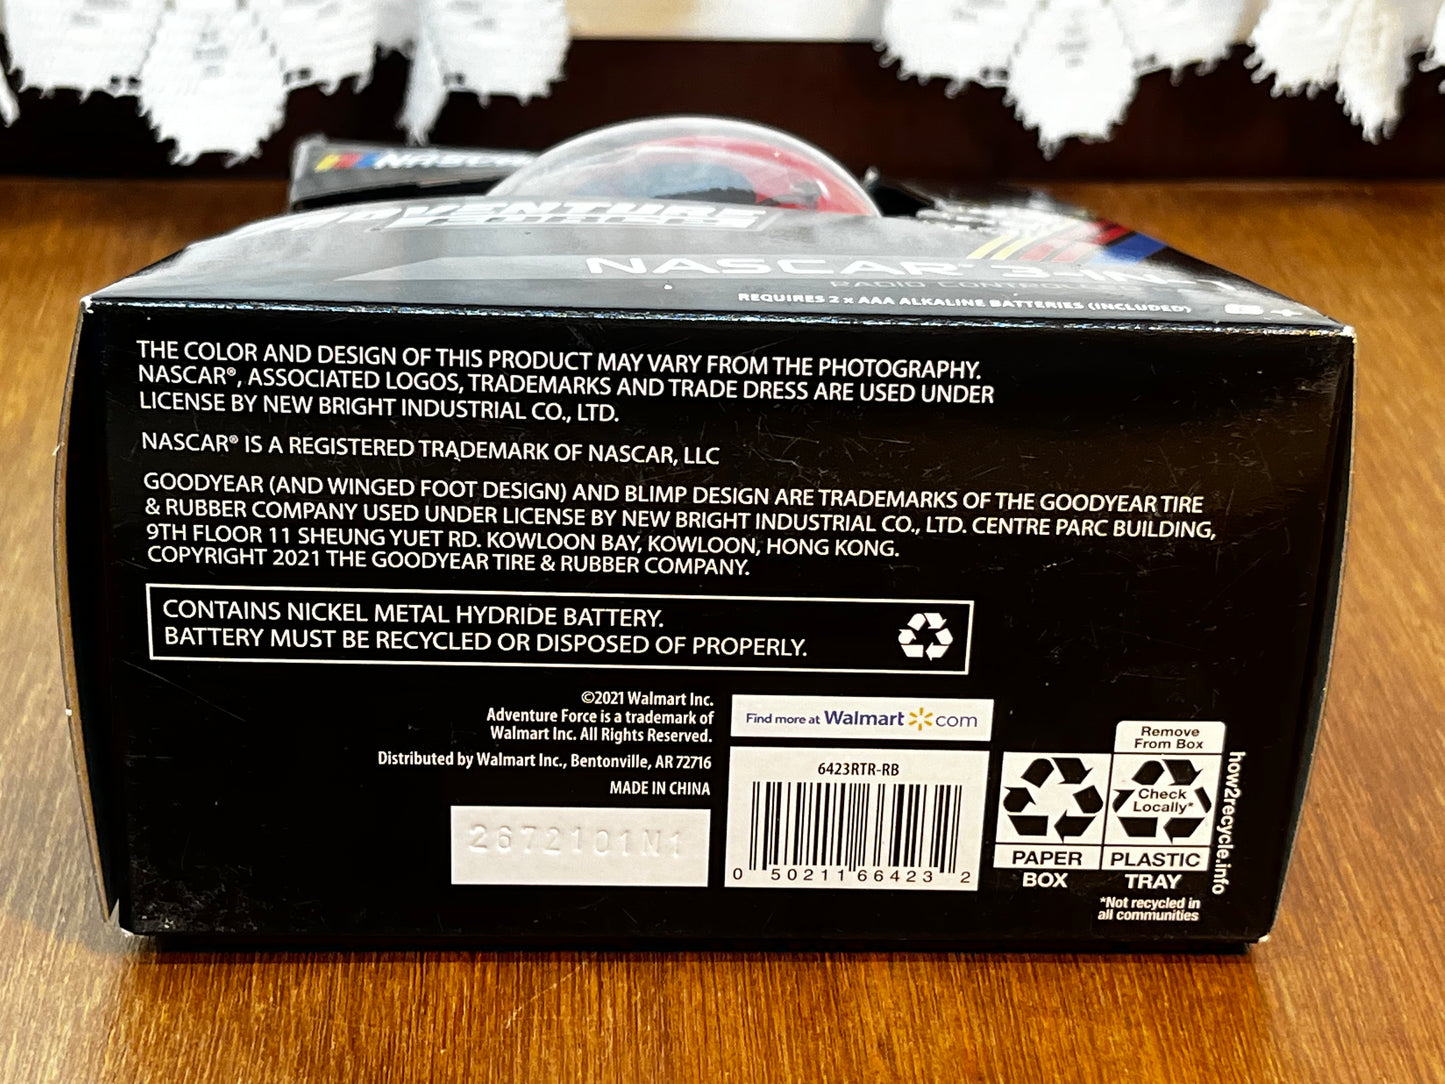 NASCAR
ADVENTURE
FORCE
NASCAR® 3-IN-1
RADIO CONTROL
REQUIRES 2 x AAA ALKALINE BATTERIES (INCLUDED)
THE COLOR AND DESIGN OF THIS PRODUCT MAY VARY FROM THE PHOTOGRAPHY.
NASCAR®, ASSOCIATED LOGOS, TRADEMARKS AND TRADE DRESS ARE USED UNDER
LICENSE BY NEW BRIGHT INDUSTRIAL CO., LTD.
NASCAR® IS A REGISTERED TRADEMARK OF NASCAR, LLC
GOODYEAR (AND WINGED FOOT DESIGN) AND BLIMP DESIGN ARE TRADEMARKS OF THE GOODYEAR TIRE
& RUBBER COMPANY USED UNDER LICENSE BY NEW BRIGHT INDUSTRIAL CO., LTD. CENTRE PARC BUILDING,
9TH FLOOR 11 SHEUNG YUET RD. KOWLOON BAY, KOWLOON, HONG KONG.
COPYRIGHT 2021 THE GOODYEAR TIRE & RUBBER COMPANY.
CONTAINS NICKEL METAL HYDRIDE BATTERY.
BATTERY MUST BE RECYCLED OR DISPOSED OF PROPERLY.
©2021 Walmart Inc.
Adventure Force is a trademark of
Walmart Inc. All Rights Reserved.
Distributed by Walmart Inc., Bentonville, AR 72716
MADE IN CHINA
2672101N1
Find more at Walmart.com
6423RTR-RB
0 50211 66423 2
Remove
From Box
Check
Locally*
PAPER
BOX
PLASTIC
TRAY
*Not recycled in
all communities
how2recycle.info